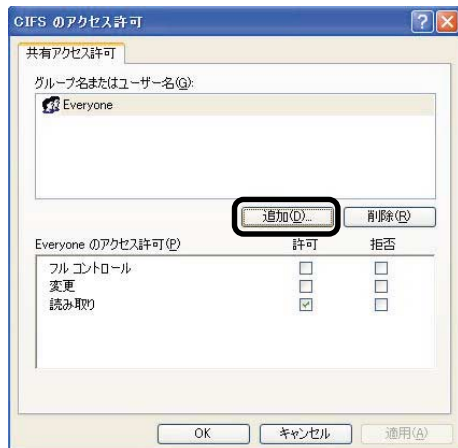 CIFS のアクセス許可
共有アクセス許可
グループ名またはユーザー名(G):
Everyone
追加(D)...
削除(R)
Everyone のアクセス許可(P) 許可 拒否
フル コントロール
変更
読み取り
OK キャンセル 適用(A)